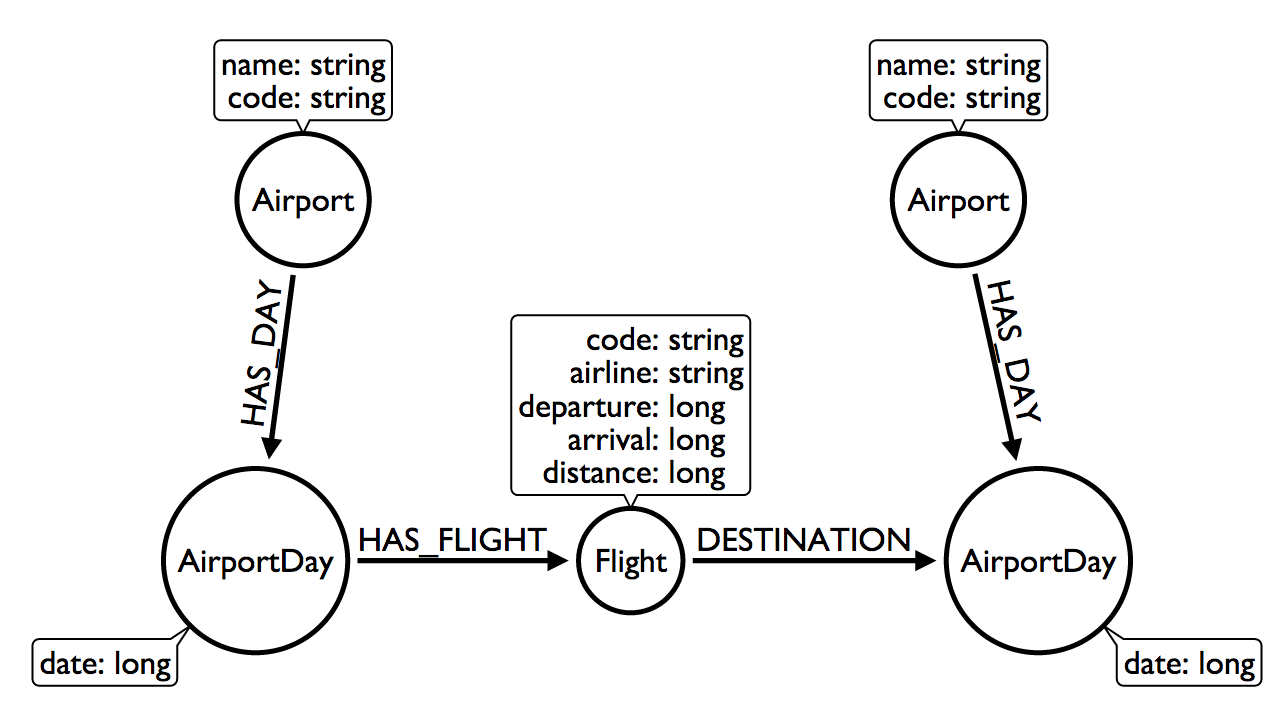 name: string
code: string
name: string
code: string
Airport
Airport
HAS_DAY
HAS_DAY
code: string
airline: string
departure: long
arrival: long
distance: long
AirportDay
HAS_FLIGHT
Flight
DESTINATION
AirportDay
date: long
date: long